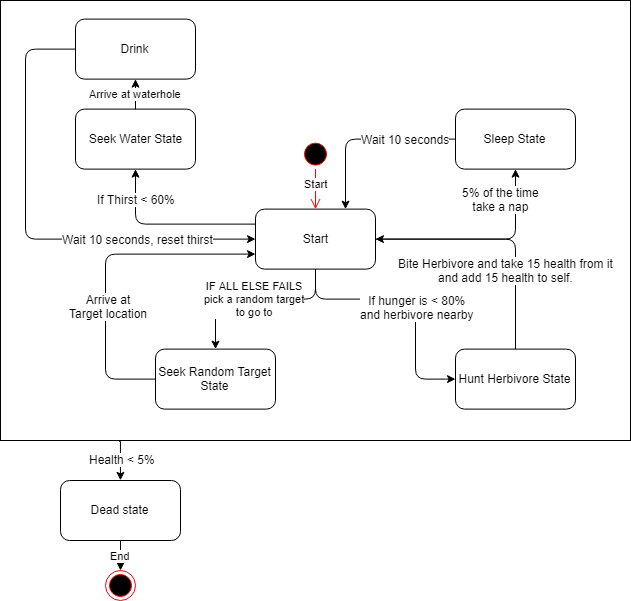 Drink
Arrive at waterhole
Seek Water State
If Thirst < 60%
Wait 10 seconds, reset thirst
Start
Start
Wait 10 seconds
Sleep State
5% of the time
take a nap
Bite Herbivore and take 15 health from it
and add 15 health to self.
IF ALL ELSE FAILS
pick a random target
to go to
If hunger is < 80%
and herbivore nearby
Arrive at
Target location
Seek Random Target
State
Hunt Herbivore State
Health < 5%
Dead state
End